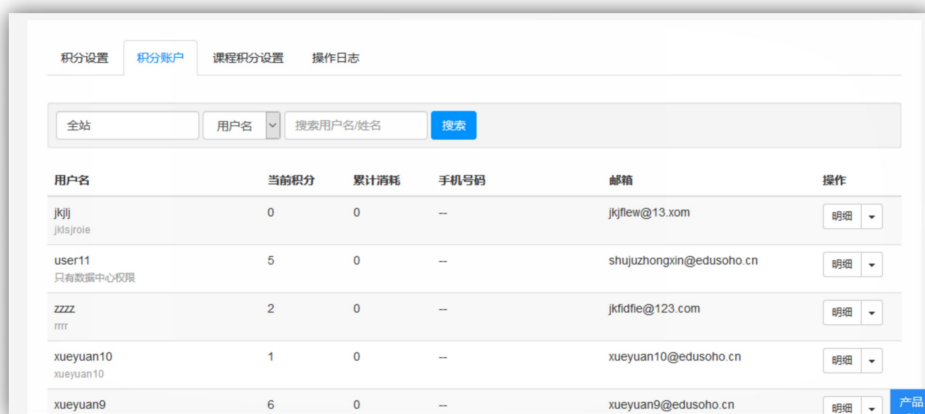 积分设置 积分账户 课程积分设置 操作日志
全站 用户名 搜索用户名/姓名 搜索
用户名 当前积分 累计消耗 手机号码 邮箱 操作
jkjlj 0 0 -- jkjflew@13.xom 明细
jklsjroie
user11 5 0 -- shujuzhongxin@edusoho.cn 明细
只有数据中心权限
zzzz 2 0 -- jkfidfie@123.com 明细
rrrr
xueyuan10 1 0 -- xueyuan10@edusoho.cn 明细
xueyuan10
xueyuan9 6 0 -- xueyuan9@edusoho.cn 明细
产品